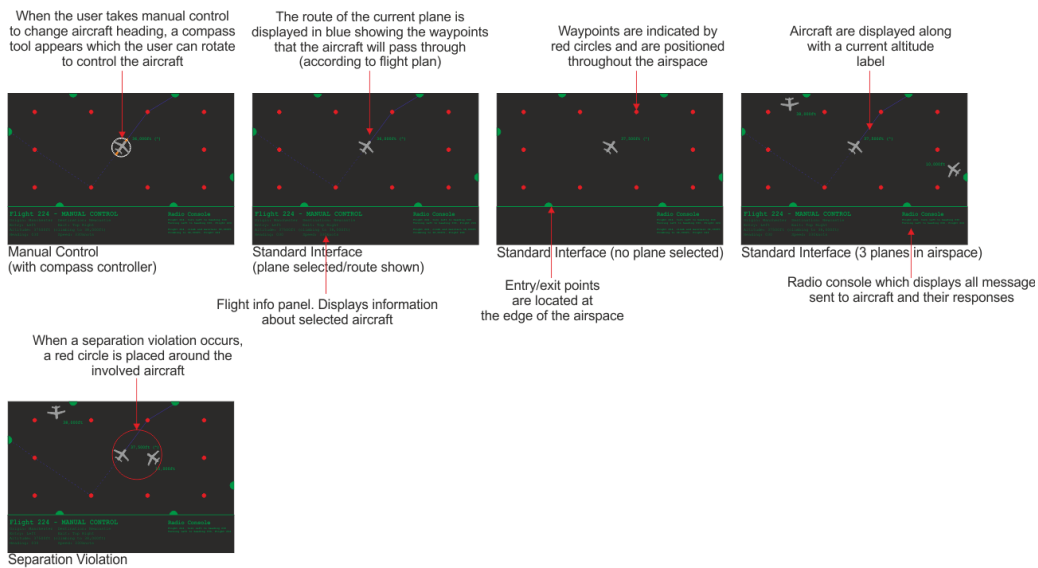 When the user takes manual control
to change aircraft heading, a compass
tool appears which the user can rotate
to control the aircraft
The route of the current plane is
displayed in blue showing the waypoints
that the aircraft will pass through
(according to flight plan)
Waypoints are indicated by
red circles and are positioned
throughout the airspace
Aircraft are displayed along
with a current altitude
label
Flight 224 - MANUAL CONTROL
Radio Console
Flight 224 - MANUAL CONTROL
Radio Console
Flight 224 - MANUAL CONTROL
Radio Console
Manual Control
(with compass controller)
Standard Interface
(plane selected/route shown)
Standard Interface (no plane selected)
Standard Interface (3 planes in airspace)
Flight info panel. Displays information
about selected aircraft
Entry/exit points
are located at
the edge of the airspace
Radio console which displays all message
sent to aircraft and their responses
When a separation violation occurs,
a red circle is placed around the
involved aircraft
Flight 224 - MANUAL CONTROL
Radio Console
Separation Violation